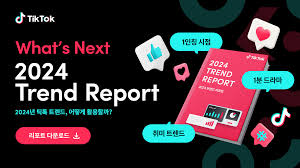 TikTok
What's Next
2024
Trend Report
2024년 틱톡 트렌드, 어떻게 활용할까?
리포트 다운로드
1인칭 시점
1분 드라마
취미 트렌드
2024
TREND
REPORT